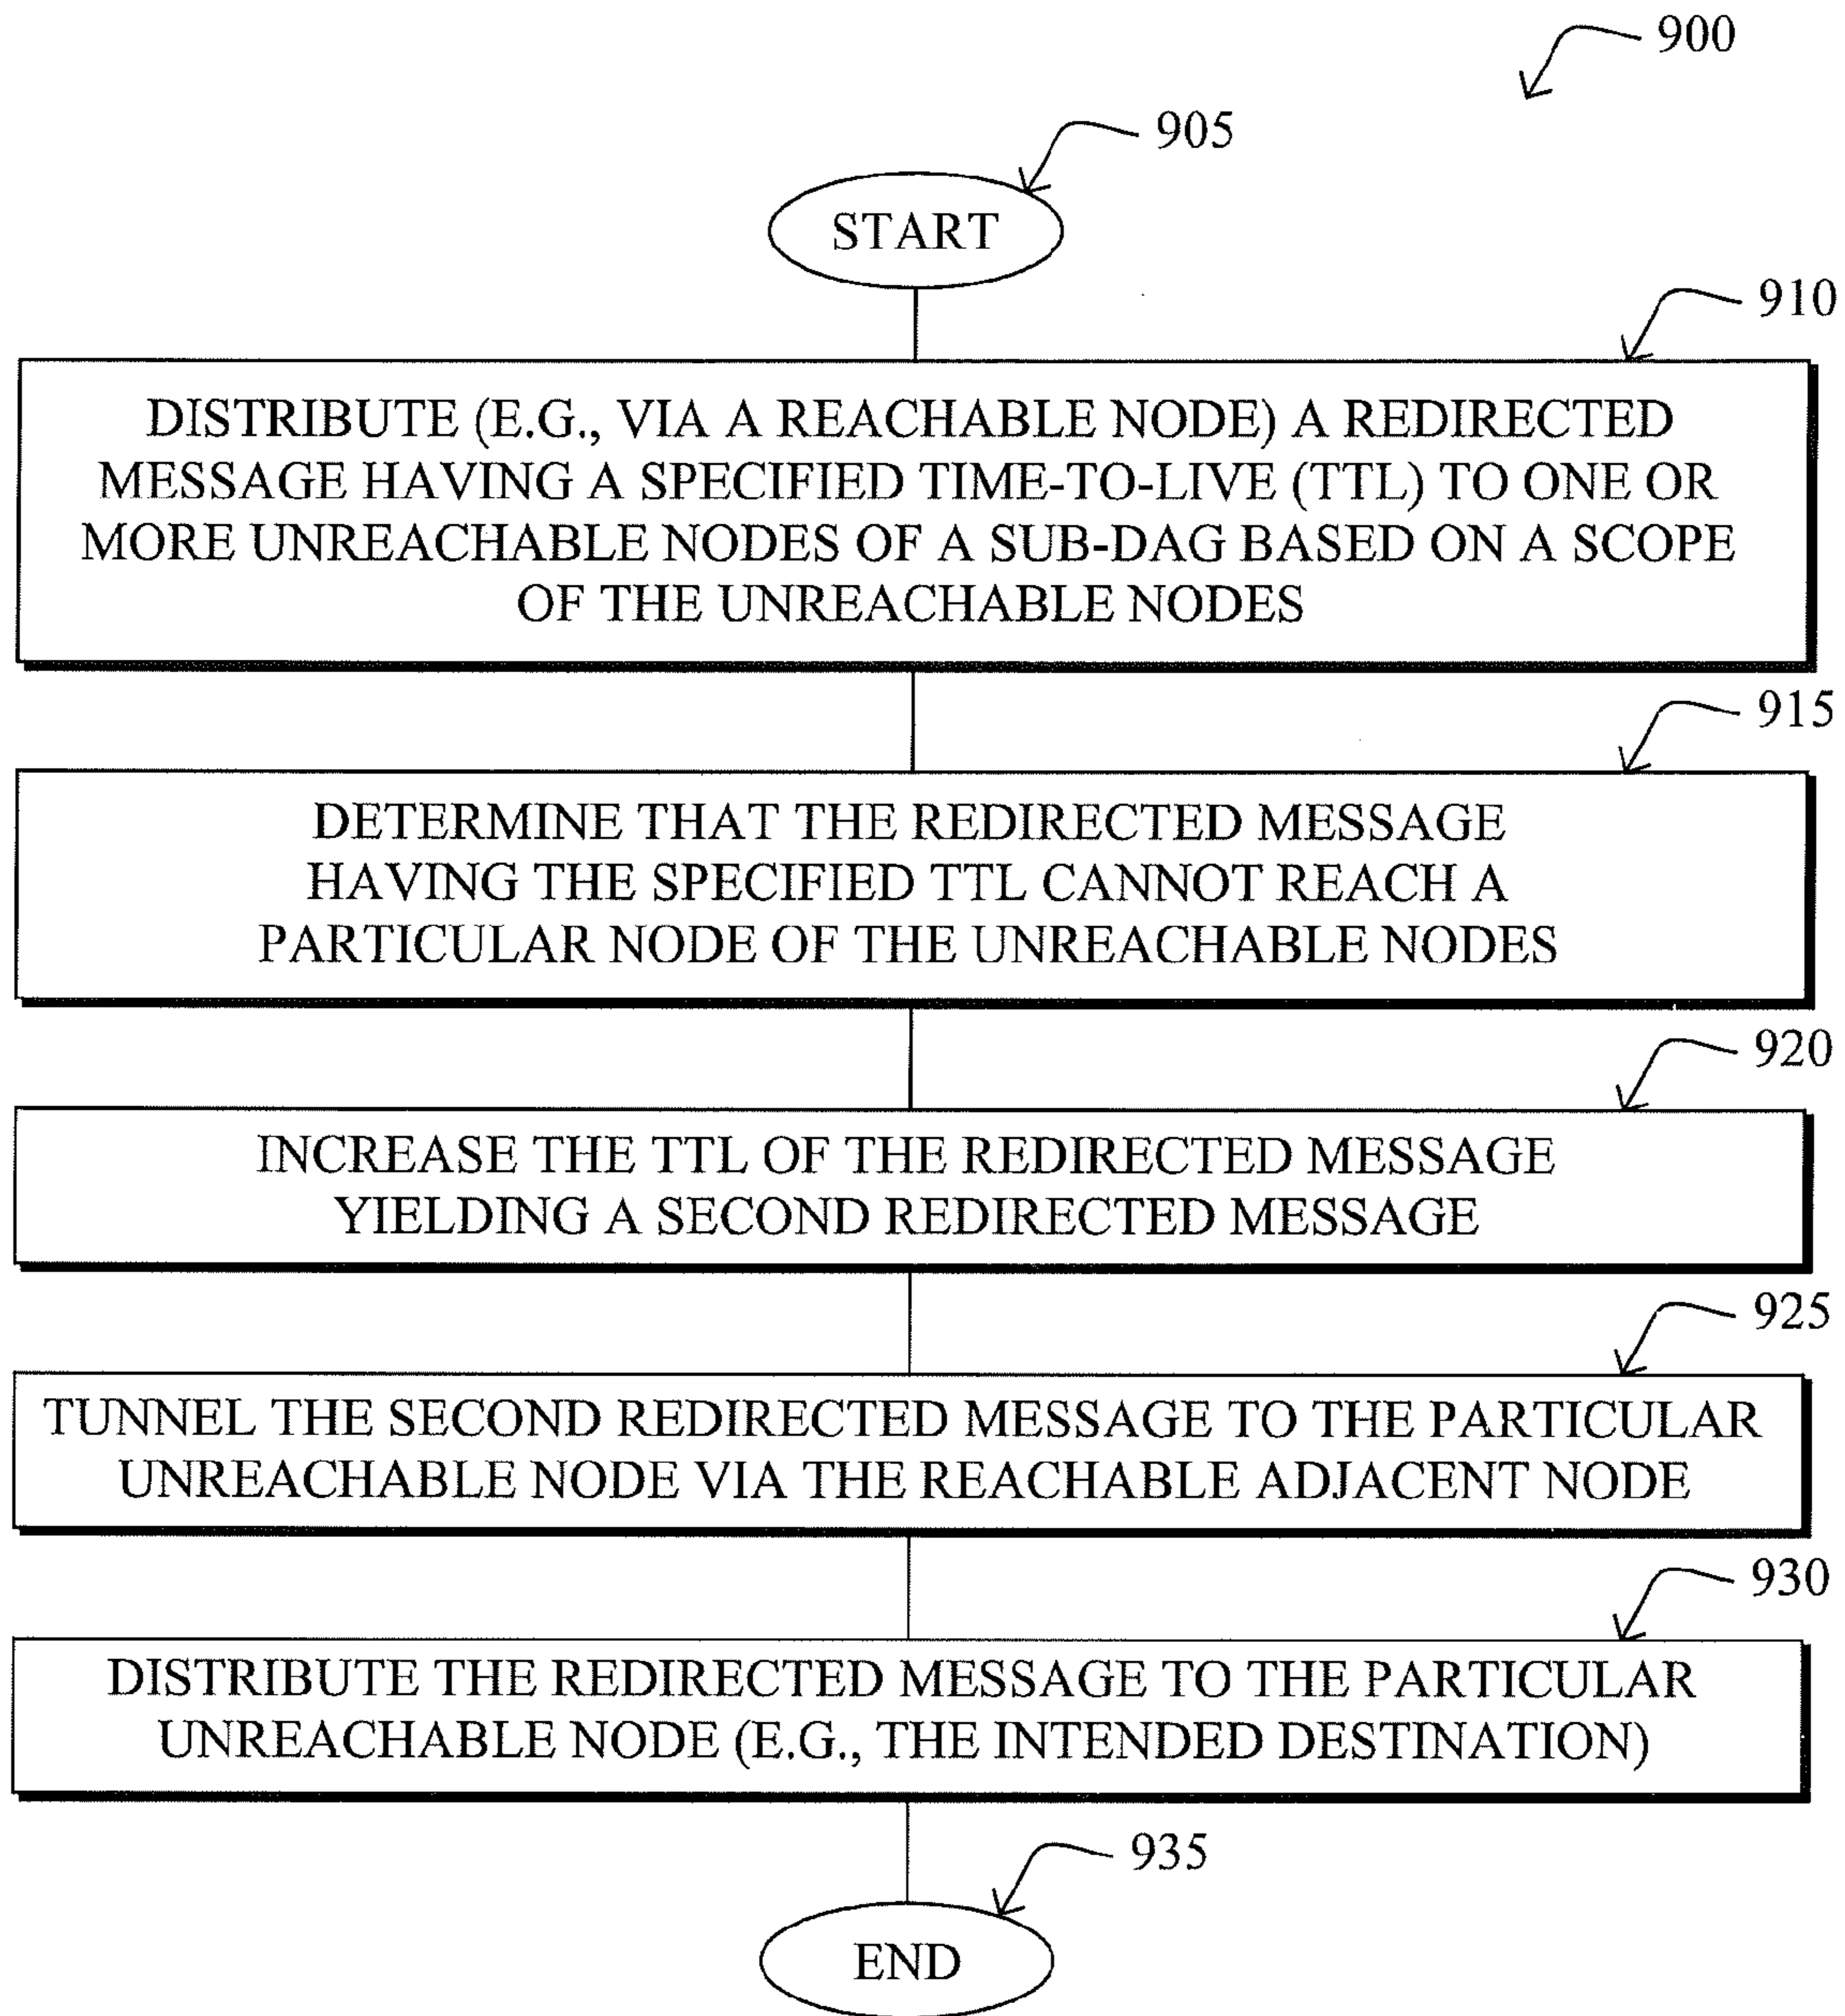 900
905
START
910
DISTRIBUTE (E.G., VIA A REACHABLE NODE) A REDIRECTED
MESSAGE HAVING A SPECIFIED TIME-TO-LIVE (TTL) TO ONE OR
MORE UNREACHABLE NODES OF A SUB-DAG BASED ON A SCOPE
OF THE UNREACHABLE NODES
915
DETERMINE THAT THE REDIRECTED MESSAGE
HAVING THE SPECIFIED TTL CANNOT REACH A
PARTICULAR NODE OF THE UNREACHABLE NODES
920
INCREASE THE TTL OF THE REDIRECTED MESSAGE
YIELDING A SECOND REDIRECTED MESSAGE
925
TUNNEL THE SECOND REDIRECTED MESSAGE TO THE PARTICULAR
UNREACHABLE NODE VIA THE REACHABLE ADJACENT NODE
930
DISTRIBUTE THE REDIRECTED MESSAGE TO THE PARTICULAR
UNREACHABLE NODE (E.G., THE INTENDED DESTINATION)
935
END